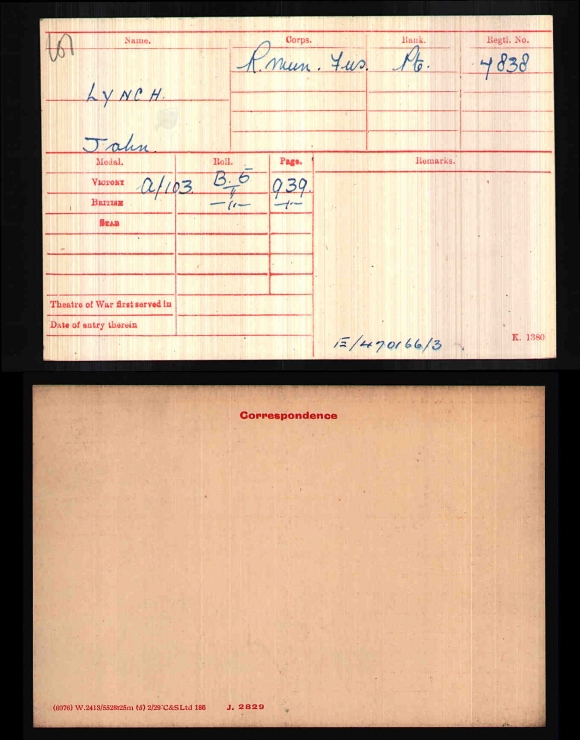 Name. Corps. Rank. Regtl. No.
R. Mun. Fus. Pte. 4838
LYNCH.
John.
Medal. Roll. Page. Remarks.
VICTORY A/103 B. 5 939.
BRITISH —〃— —〃—
STAR
Theatre of War first served in
Date of entry therein
E/470166/3
K. 1380
Correspondence
J. 2829